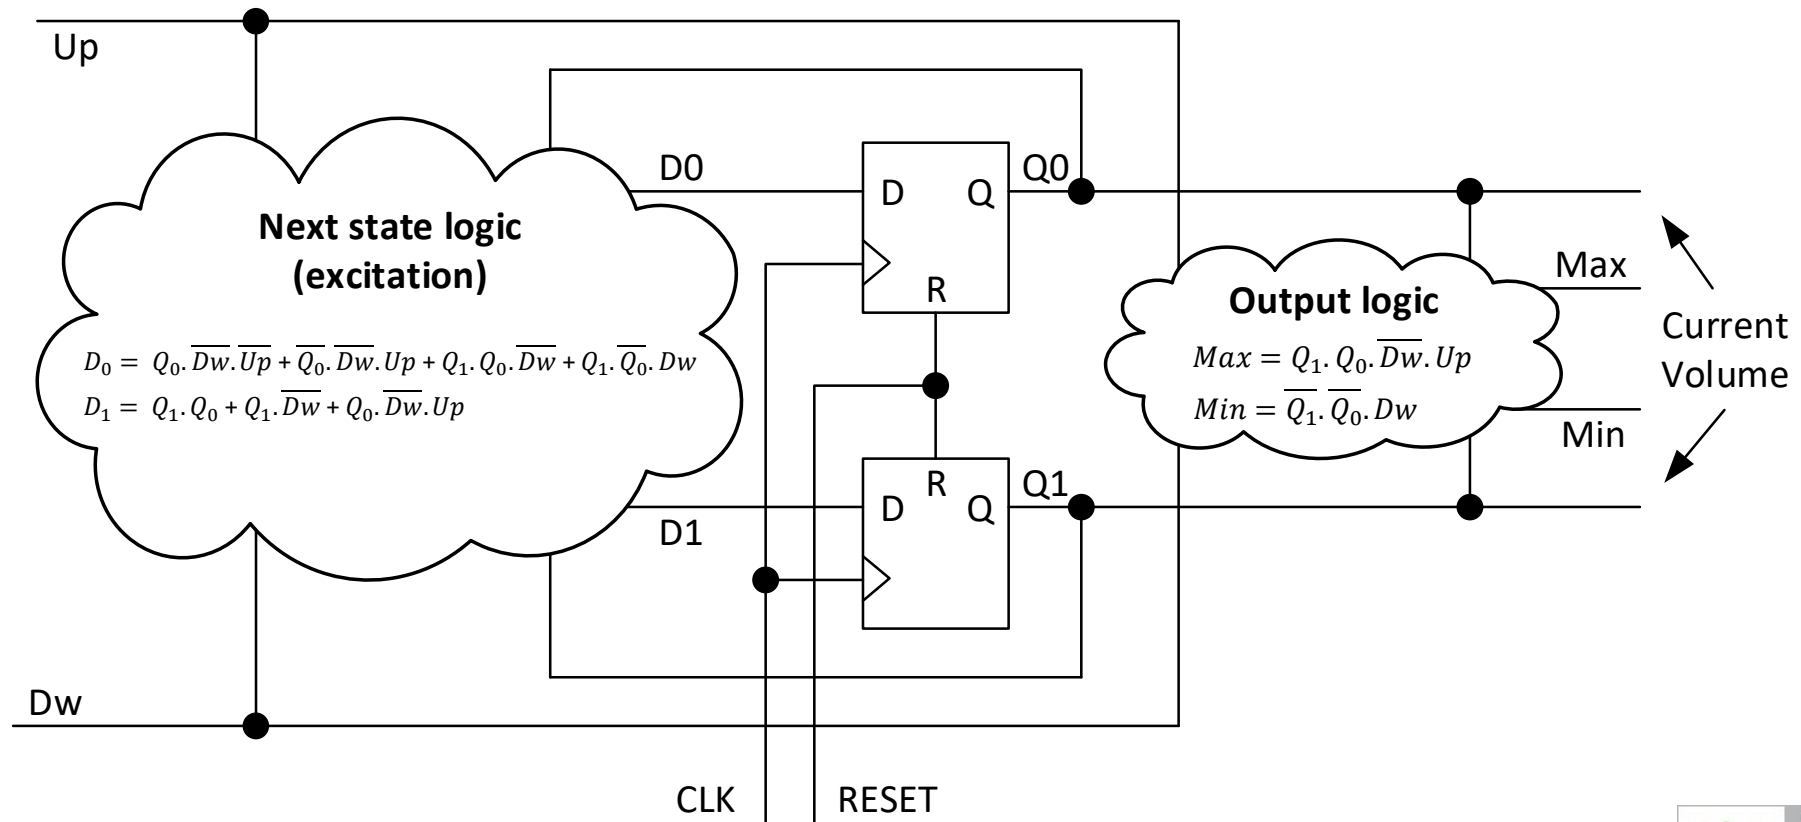 Up
D0
D
Q
Q0
Next state logic
(excitation)
R
Max
Output logic
Current
Volume
D₀ = Q₀.D̅w̅.U̅p̅ + Q̅₀.D̅w̅.Up + Q₁.Q₀.D̅w̅ + Q₁.Q̅₀.Dw
D₁ = Q₁.Q₀ + Q₁.D̅w̅ + Q₀.D̅w̅.Up
Max = Q₁.Q₀.D̅w̅.Up
Min = Q̅₁.Q̅₀.Dw
Min
R
Q1
D
Q
D1
Dw
CLK
RESET